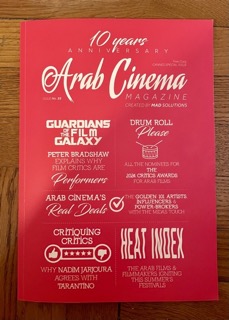 10 years
ANNIVERSARY
Arab Cinema
MAGAZINE
CREATED BY MAD SOLUTIONS
GUARDIANS
OF THE FILM
GALAXY
PETER BRADSHAW
EXPLAINS WHY
FILM CRITICS ARE
Performers
DRUM ROLL
Please
ALL THE NOMINEES FOR
THE
2024 CRITICS AWARDS
FOR ARAB FILMS
ARAB CINEMA'S
Real Deals
THE GOLDEN 101: ARTISTS,
INFLUENCERS &
POWER-BROKERS
WITH THE MIDAS TOUCH
CRITIQUING
CRITICS
WHY NADIM JARJOURA
AGREES WITH
TARANTINO
HEAT INDEX
THE ARAB FILMS &
FILMMAKERS IGNITING
THIS SUMMER'S
FESTIVALS